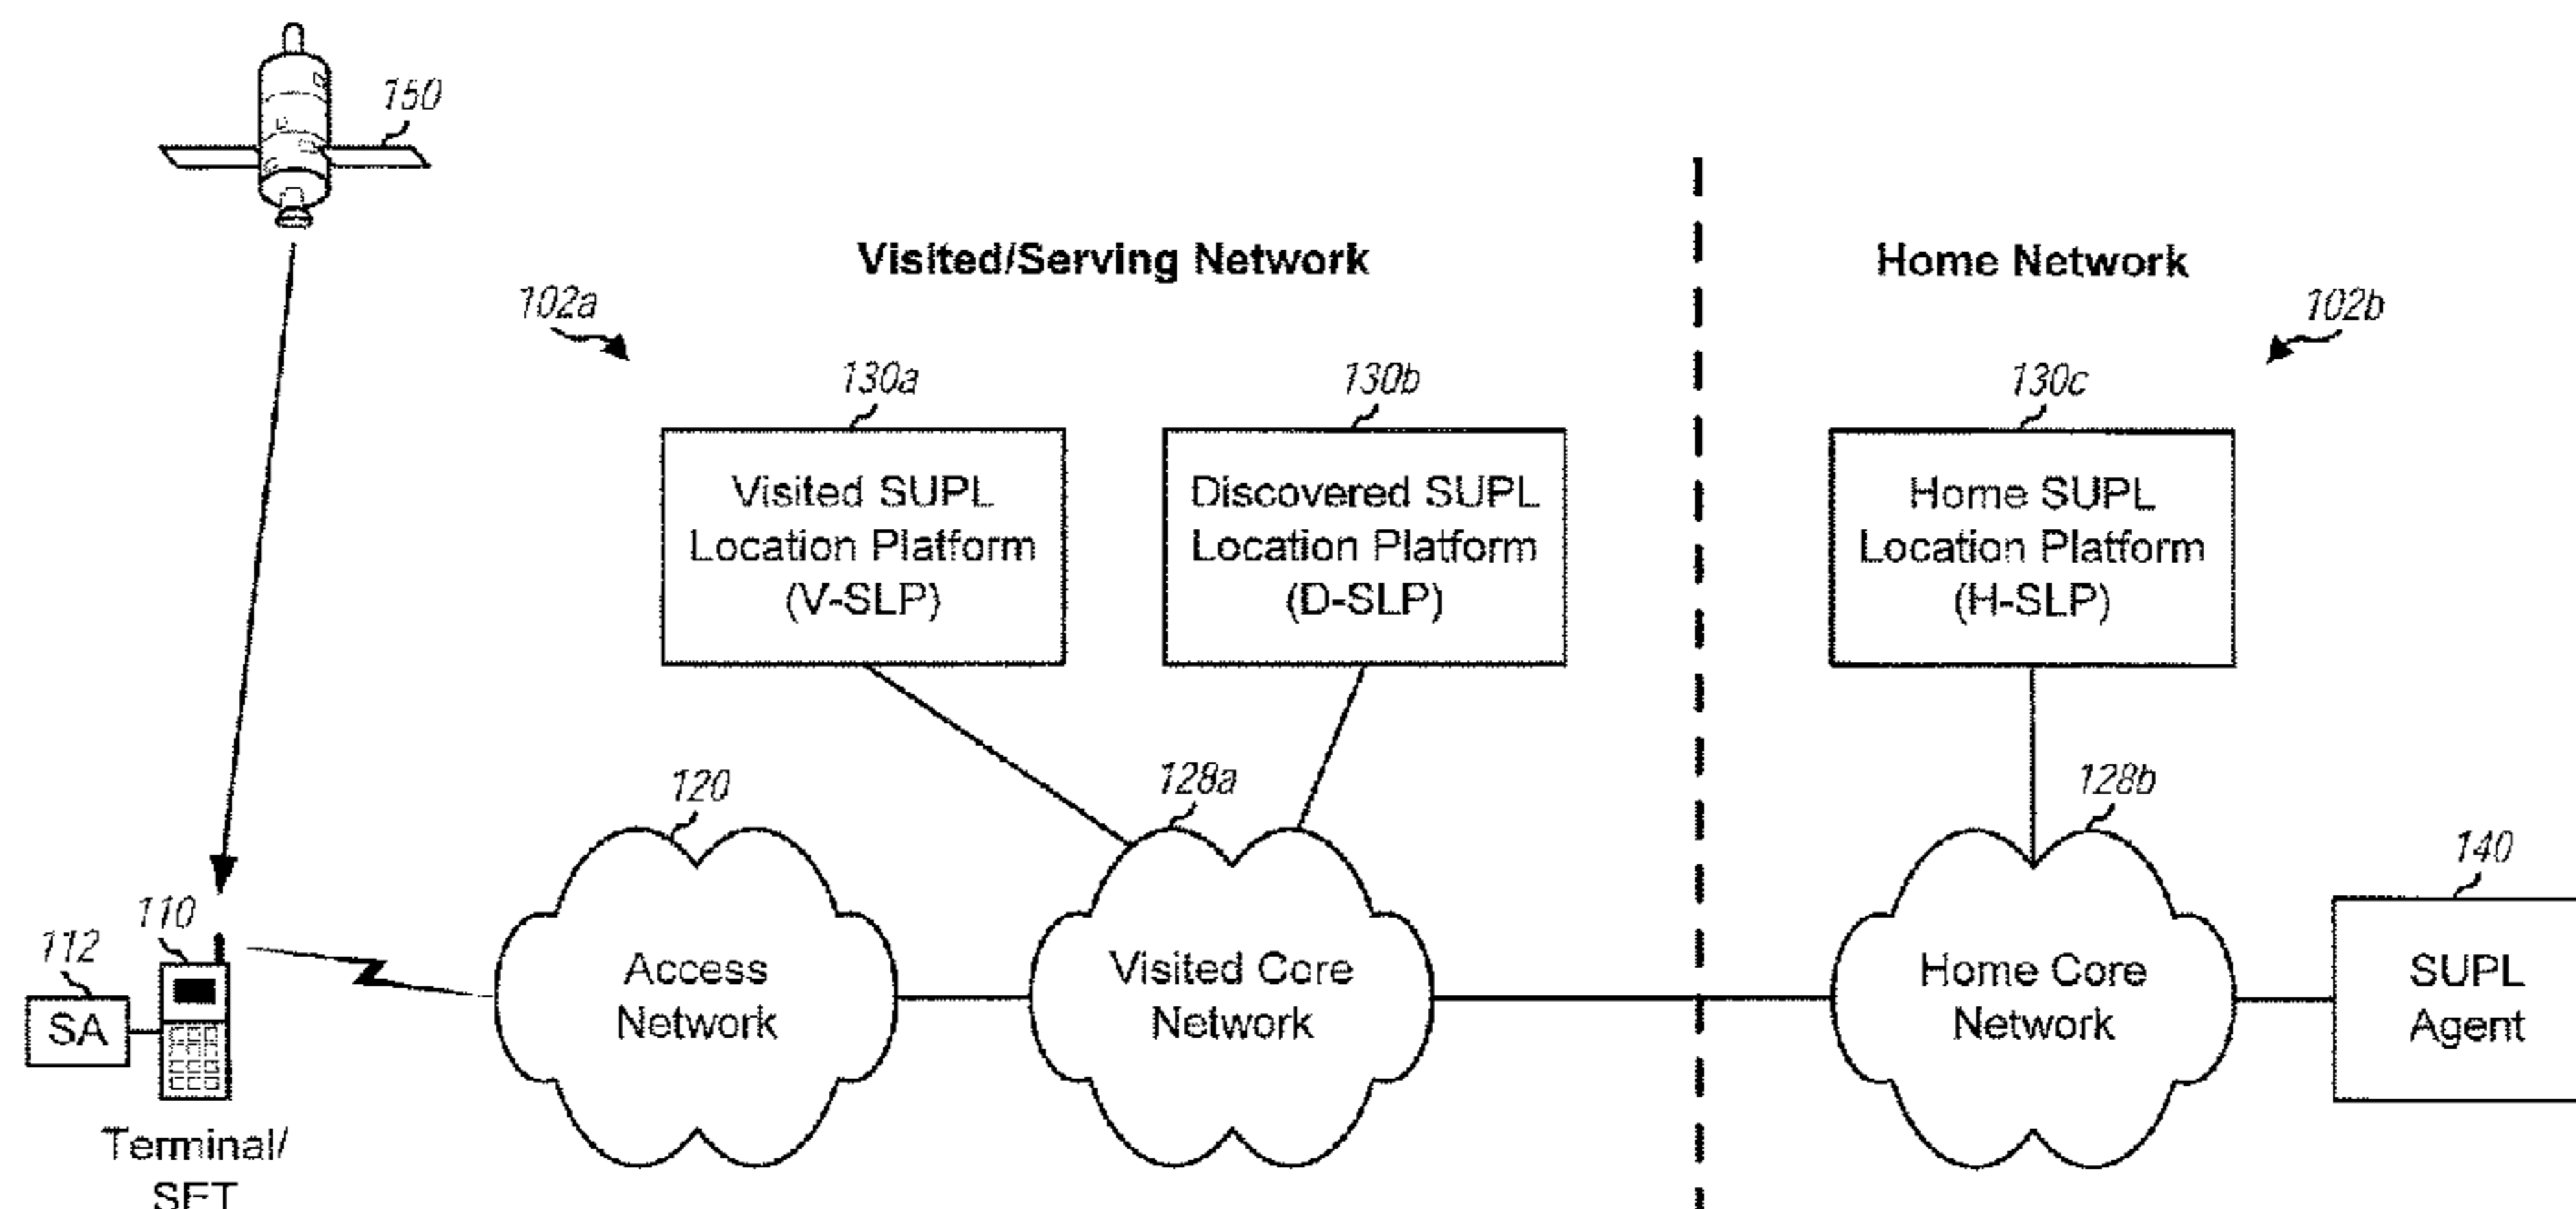 150
Visited/Serving Network
Home Network
102a
102b
130a
130b
130c
Visited SUPL
Location Platform
(V-SLP)
Discovered SUPL
Location Platform
(D-SLP)
Home SUPL
Location Platform
(H-SLP)
120
128a
128b
140
110
112
SA
Access
Network
Visited Core
Network
Home Core
Network
SUPL
Agent
Terminal/
SET